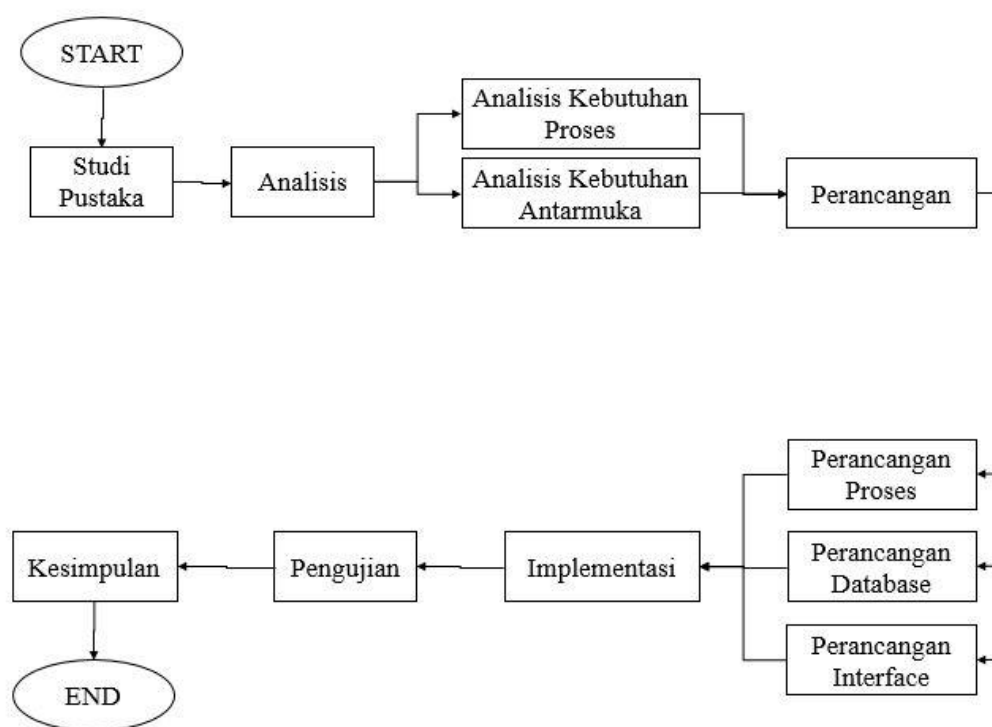 START
Studi
Pustaka
Analisis
Analisis Kebutuhan
Proses
Analisis Kebutuhan
Antarmuka
Perancangan
Perancangan
Proses
Perancangan
Database
Perancangan
Interface
Implementasi
Pengujian
Kesimpulan
END